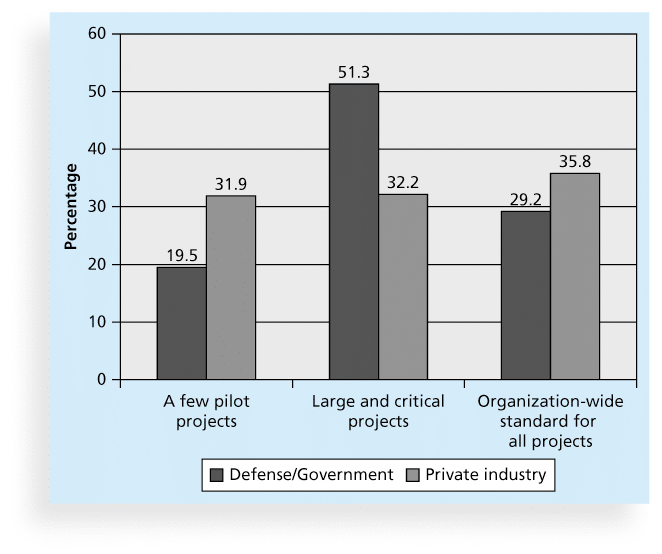 60
50
40
30
20
10
0
Percentage
19.5
31.9
51.3
32.2
29.2
35.8
A few pilot
projects
Large and critical
projects
Organization-wide
standard for
all projects
Defense/Government
Private industry